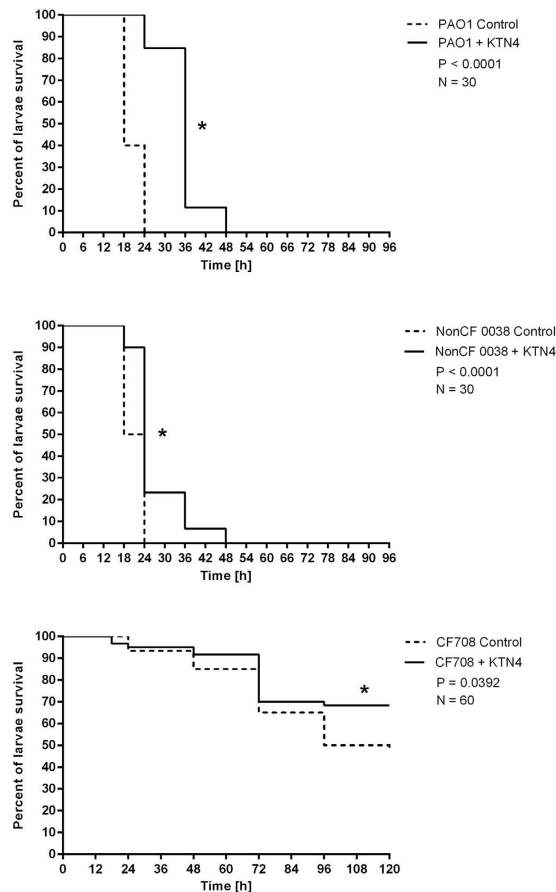 PAO1 Control
PAO1 + KTN4
P < 0.0001
N = 30
Percent of larvae survival
100
90
80
70
60
50
40
30
20
10
0
*
0 6 12 18 24 30 36 42 48 54 60 66 72 78 84 90 96
Time [h]
NonCF 0038 Control
NonCF 0038 + KTN4
P < 0.0001
N = 30
Percent of larvae survival
100
90
80
70
60
50
40
30
20
10
0
*
0 6 12 18 24 30 36 42 48 54 60 66 72 78 84 90 96
Time [h]
CF708 Control
CF708 + KTN4
P = 0.0392
N = 60
Percent of larvae survival
100
90
80
70
60
50
40
30
20
10
0
*
0 12 24 36 48 60 72 84 96 108 120
Time [h]